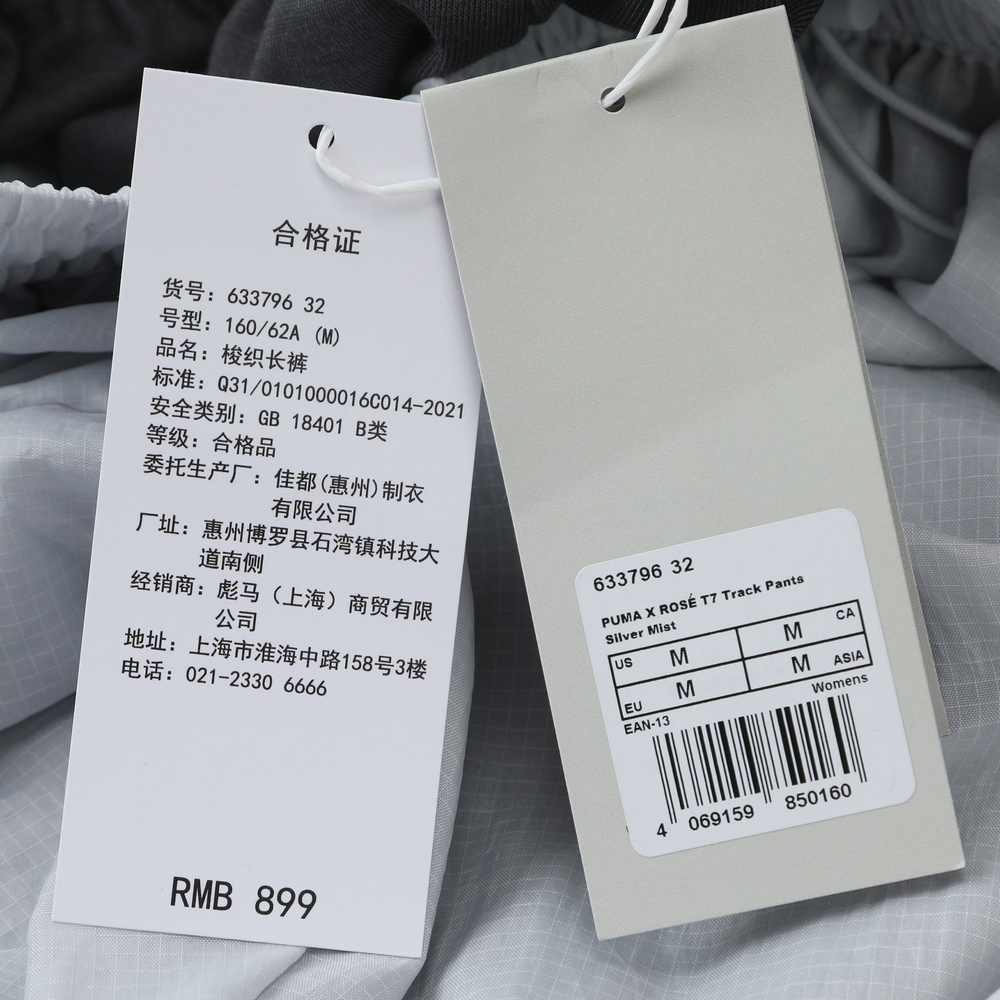 合格证
货号：633796 32
号型：160/62A (M)
品名：梭织长裤
标准：Q31/0101000016C014-2021
安全类别：GB 18401 B类
等级：合格品
委托生产厂：佳都(惠州)制衣
有限公司
厂址：惠州博罗县石湾镇科技大
道南侧
经销商：彪马（上海）商贸有限
公司
地址：上海市淮海中路158号3楼
电话：021-2330 6666
RMB 899
633796 32
PUMA X ROSÉ T7 Track Pants
Silver Mist
US M M CA
EU M M ASIA
EAN-13 Womens
4 069159 850160